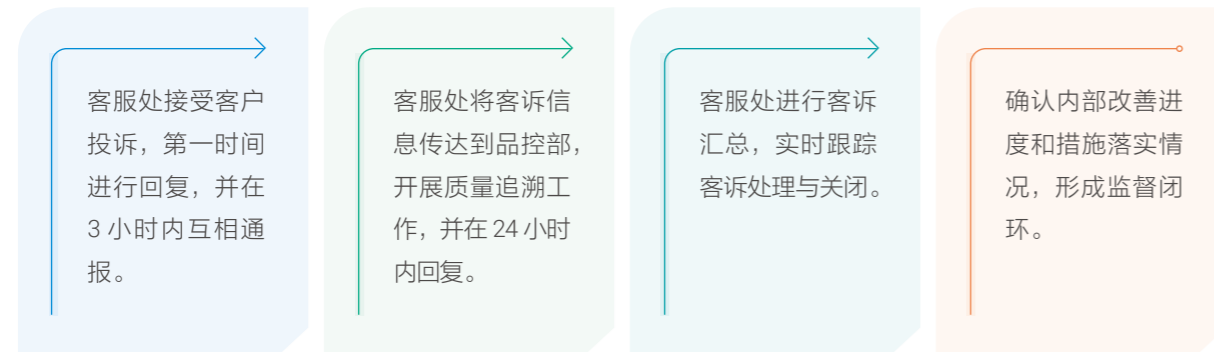 客服处接受客户
投诉，第一时间
进行回复，并在
3 小时内互相通
报。
客服处将客诉信
息传达到品控部，
开展质量追溯工
作，并在 24 小时
内回复。
客服处进行客诉
汇总，实时跟踪
客诉处理与关闭。
确认内部改善进
度和措施落实情
况，形成监督闭
环。